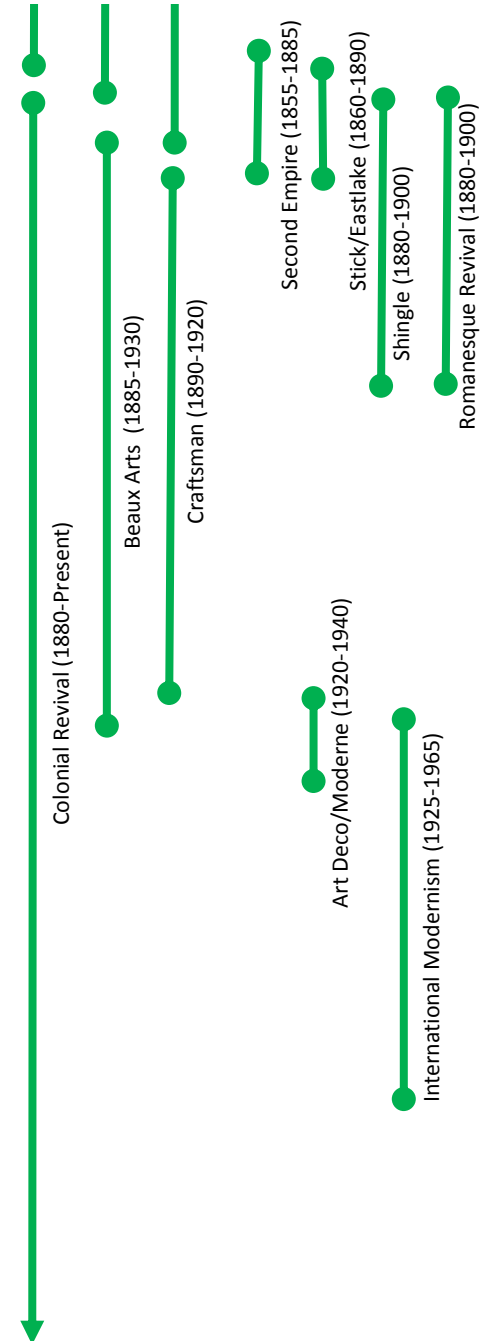 Colonial Revival (1880-Present)
Beaux Arts (1885-1930)
Craftsman (1890-1920)
Second Empire (1855-1885)
Stick/Eastlake (1860-1890)
Shingle (1880-1900)
Romanesque Revival (1880-1900)
Art Deco/Moderne (1920-1940)
International Modernism (1925-1965)